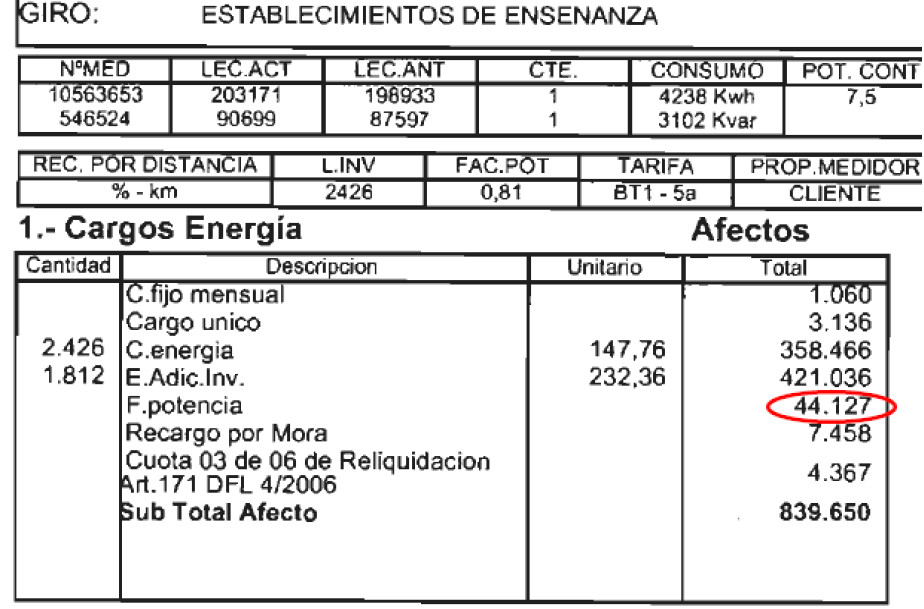 GIRO: ESTABLECIMIENTOS DE ENSENANZA
NºMED LEC.ACT LEC.ANT CTE. CONSUMO POT. CONT
10563653 203171 198933 1 4238 Kwh 7,5
546524 90699 87597 1 3102 Kvar
REC. POR DISTANCIA L.INV FAC.POT TARIFA PROP.MEDIDOR
% - km 2426 0,81 BT1 - 5a CLIENTE
1.- Cargos Energía Afectos
Cantidad Descripcion Unitario Total
C.fijo mensual 1.060
Cargo unico 3.136
2.426 C.energia 147,76 358.466
1.812 E.Adic.Inv. 232,36 421.036
F.potencia 44.127
Recargo por Mora 7.458
Cuota 03 de 06 de Reliquidacion
Art.171 DFL 4/2006 4.367
Sub Total Afecto 839.650